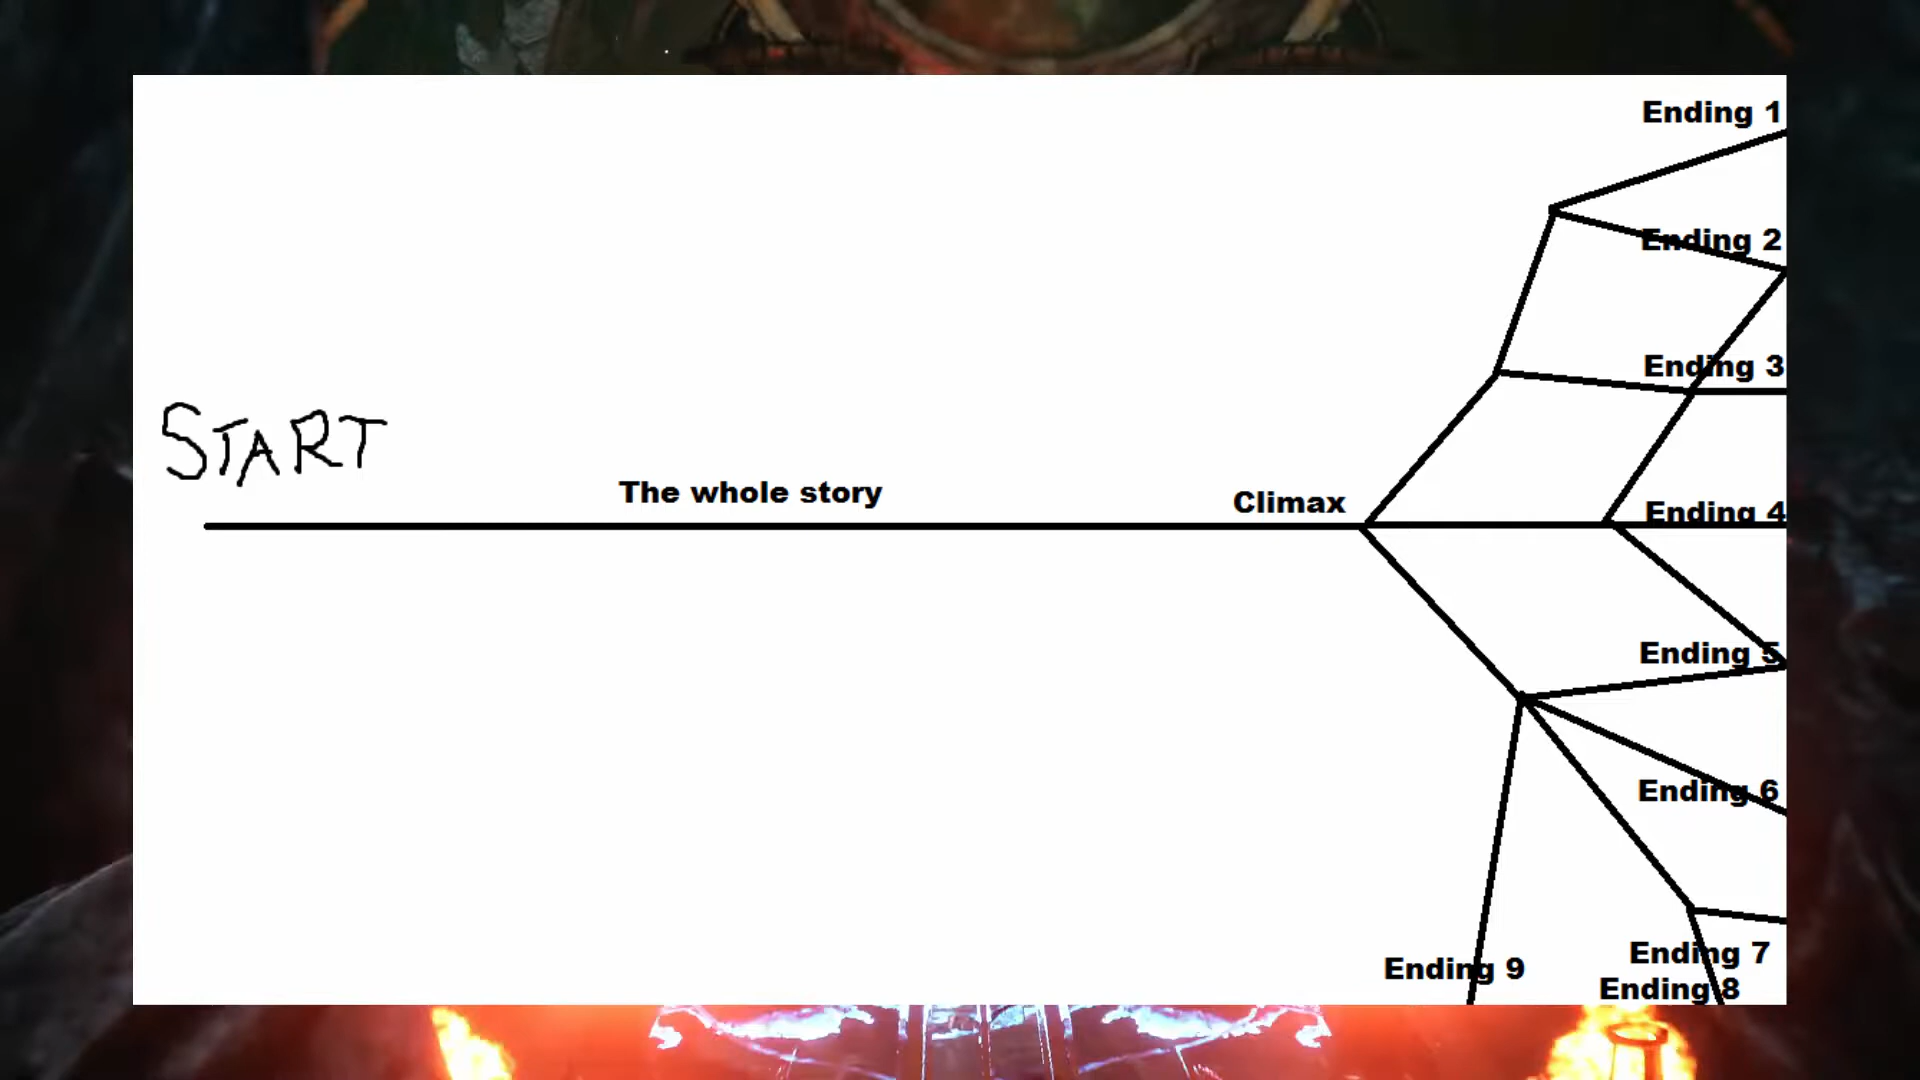 START
The whole story
Climax
Ending 1
Ending 2
Ending 3
Ending 4
Ending 5
Ending 6
Ending 7
Ending 8
Ending 9